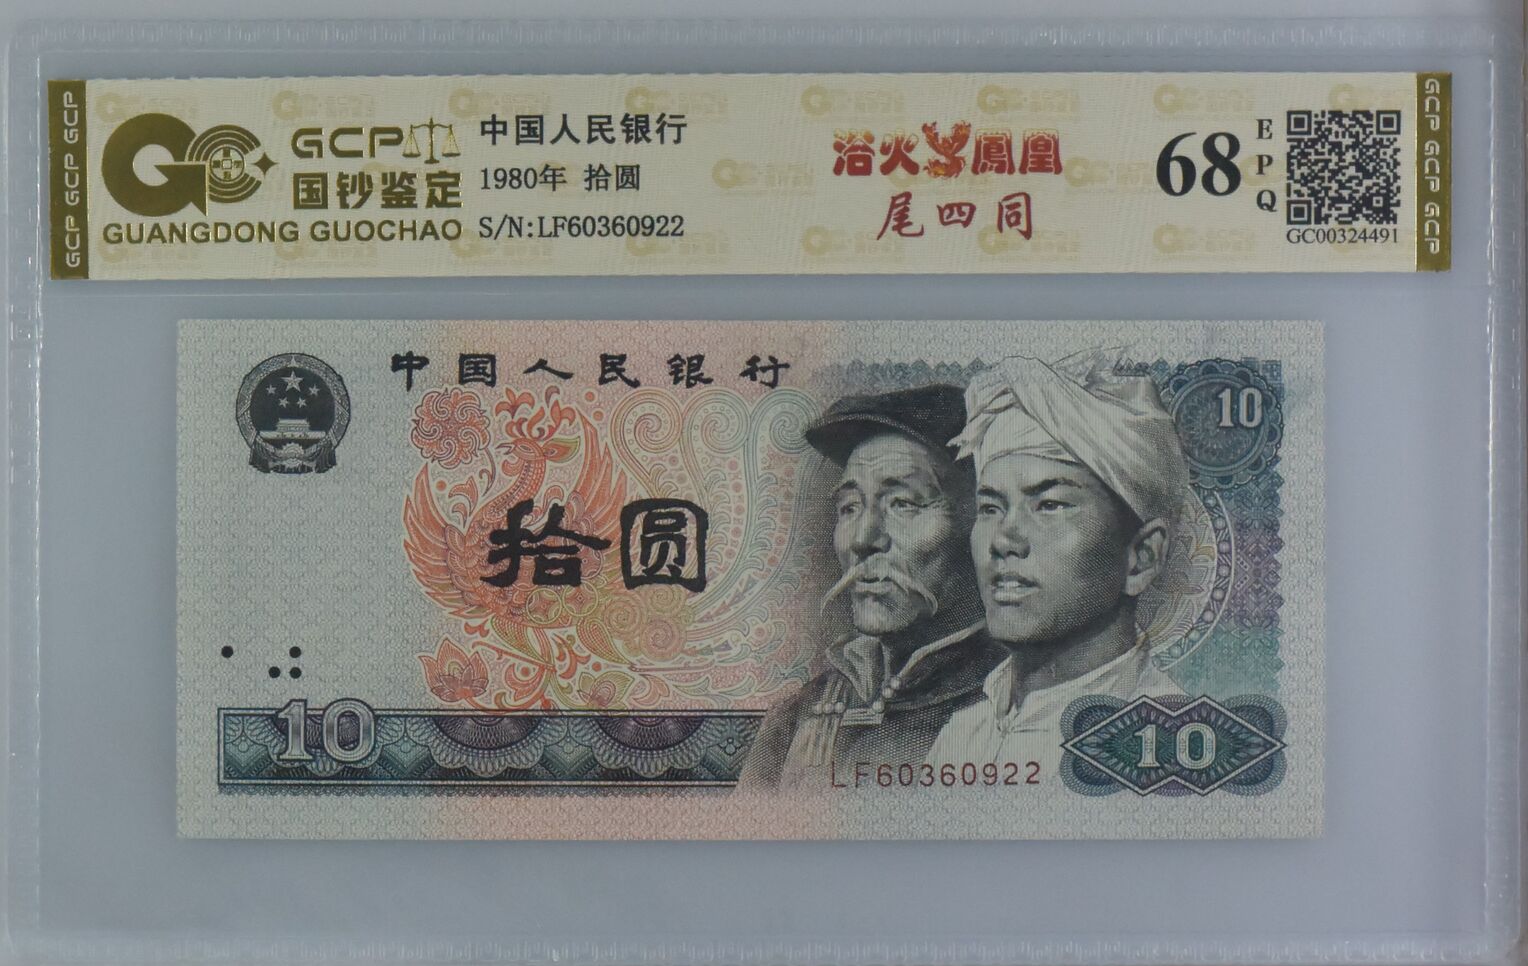 GCP GCP GCP
GCP
国钞鉴定
GUANGDONG GUOCHAO
中国人民银行
1980年 拾圆
S/N:LF60360922
浴火鳳凰
尾四同
68
EPQ
GC00324491
GCP GCP GCP
中国人民银行
10
拾圆
10
LF60360922
10